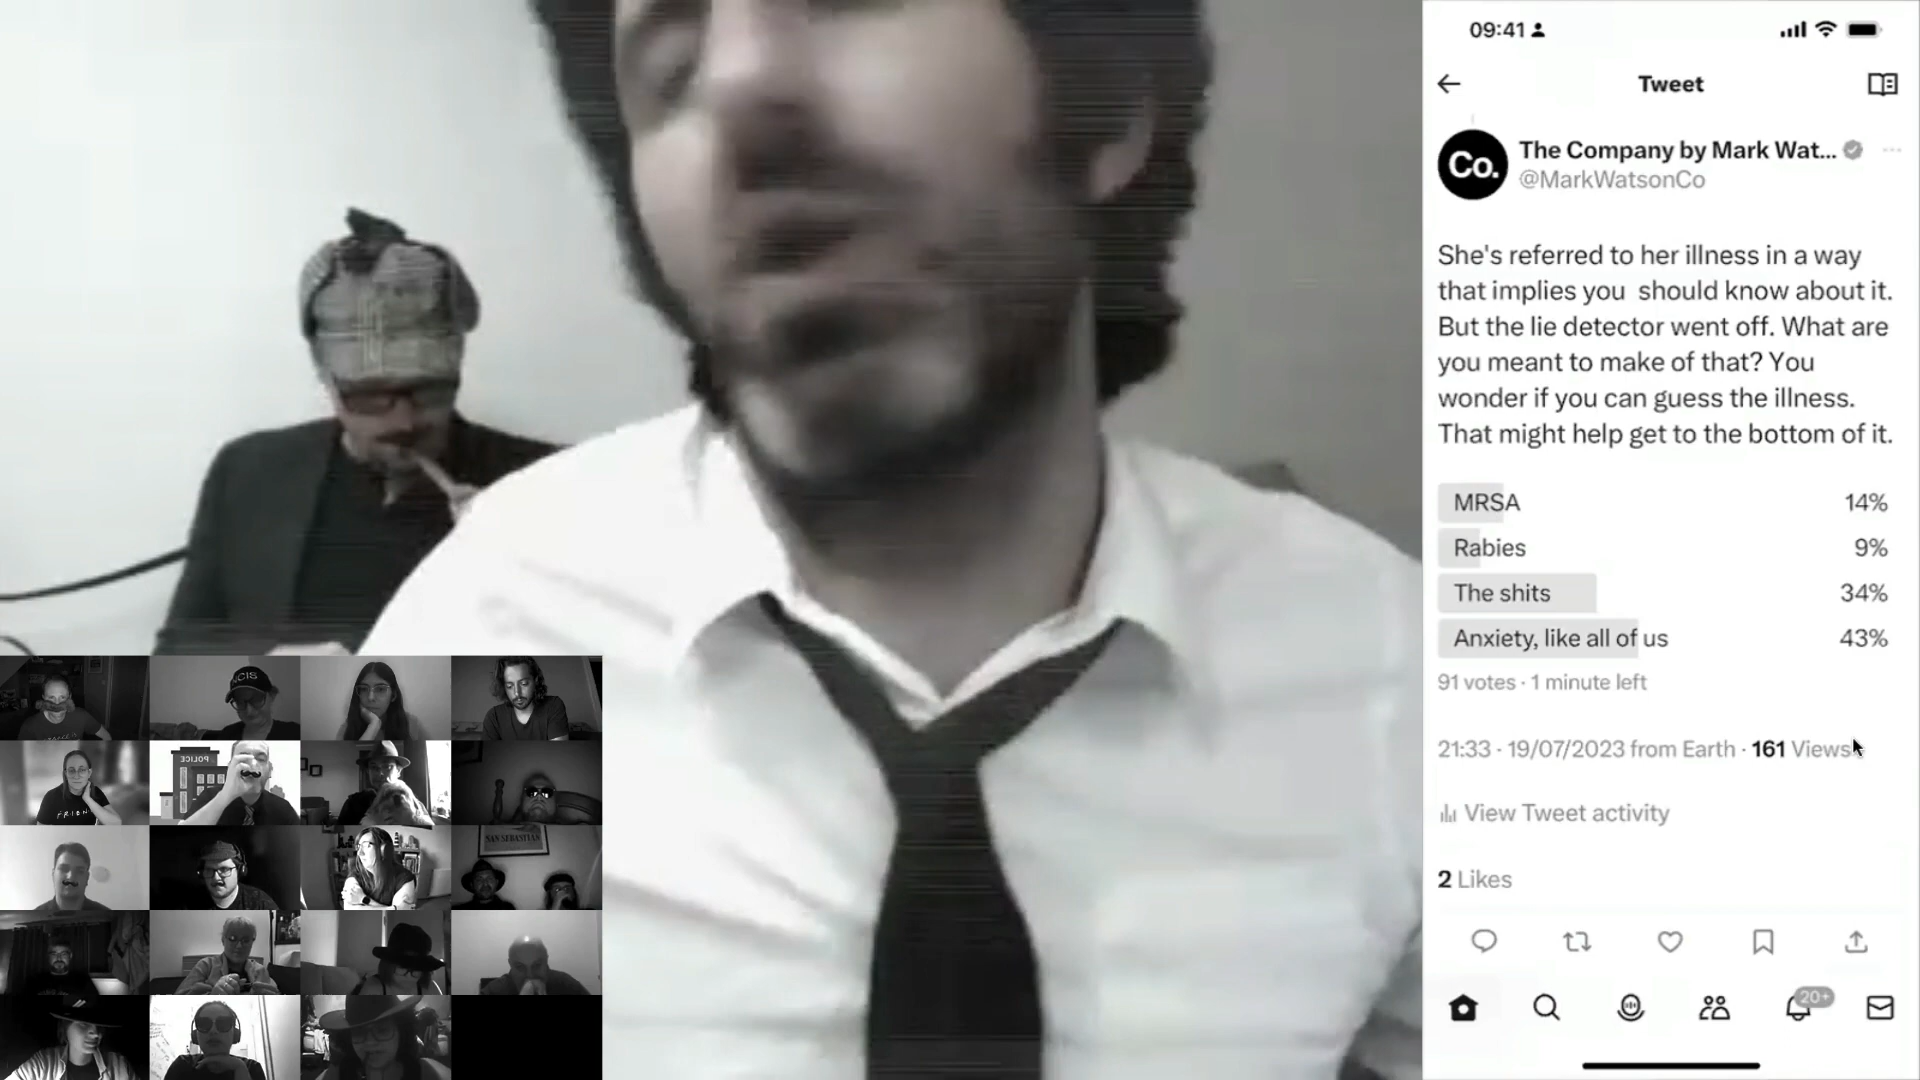 09:41
Tweet
Co.
The Company by Mark Wat...
@MarkWatsonCo
She's referred to her illness in a way
that implies you should know about it.
But the lie detector went off. What are
you meant to make of that? You
wonder if you can guess the illness.
That might help get to the bottom of it.
MRSA 14%
Rabies 9%
The shits 34%
Anxiety, like all of us 43%
91 votes · 1 minute left
21:33 · 19/07/2023 from Earth · 161 Views
View Tweet activity
2 Likes
20+
NCIS
POLICE
SAN SEBASTIAN